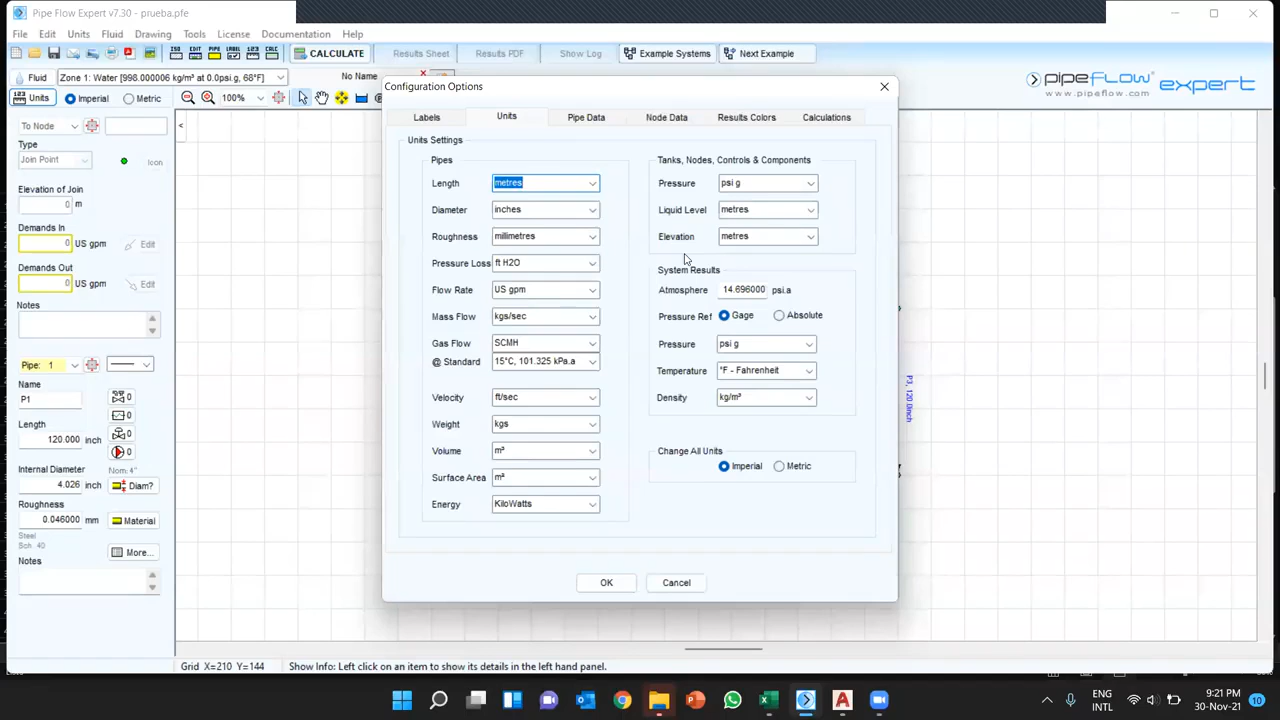 Pipe Flow Expert v7.30 - prueba.pfe
File Edit Units Fluid Drawing Tools License Documentation Help
CALCULATE Results Sheet Results PDF Show Log Example Systems Next Example
Fluid Zone 1: Water [998.000006 kg/m³ at 0.0psi.g, 68°F] No Name
pipeFLOW® expert
www.pipeflow.com
Units Imperial Metric 100%
Configuration Options
Labels Units Pipe Data Node Data Results Colors Calculations
To Node
Type
Join Point Icon
Elevation of Join
0 m
Demands In
0 US gpm Edit
Demands Out
0 US gpm Edit
Notes
Pipe: 1
Name
P1 0
Length 0
120.000 inch 0
0
Internal Diameter Nom: 4"
4.026 inch Diam?
Roughness
0.046000 mm Material
Steel
Sch. 40
More...
Notes
Units Settings
Pipes
Length metres
Diameter inches
Roughness millimetres
Pressure Loss ft H2O
Flow Rate US gpm
Mass Flow kgs/sec
Gas Flow SCMH
@ Standard 15°C, 101.325 kPa.a
Velocity ft/sec
Weight kgs
Volume m³
Surface Area m²
Energy KiloWatts
Tanks, Nodes, Controls & Components
Pressure psi g
Liquid Level metres
Elevation metres
System Results
Atmosphere 14.696000 psi.a
Pressure Ref Gage Absolute
Pressure psi g
Temperature °F - Fahrenheit
Density kg/m³
Change All Units
Imperial Metric
OK Cancel
P3, 120.0inch
Grid X=210 Y=144 Show Info: Left click on an item to show its details in the left hand panel.
ENG
INTL
9:21 PM
30-Nov-21
10